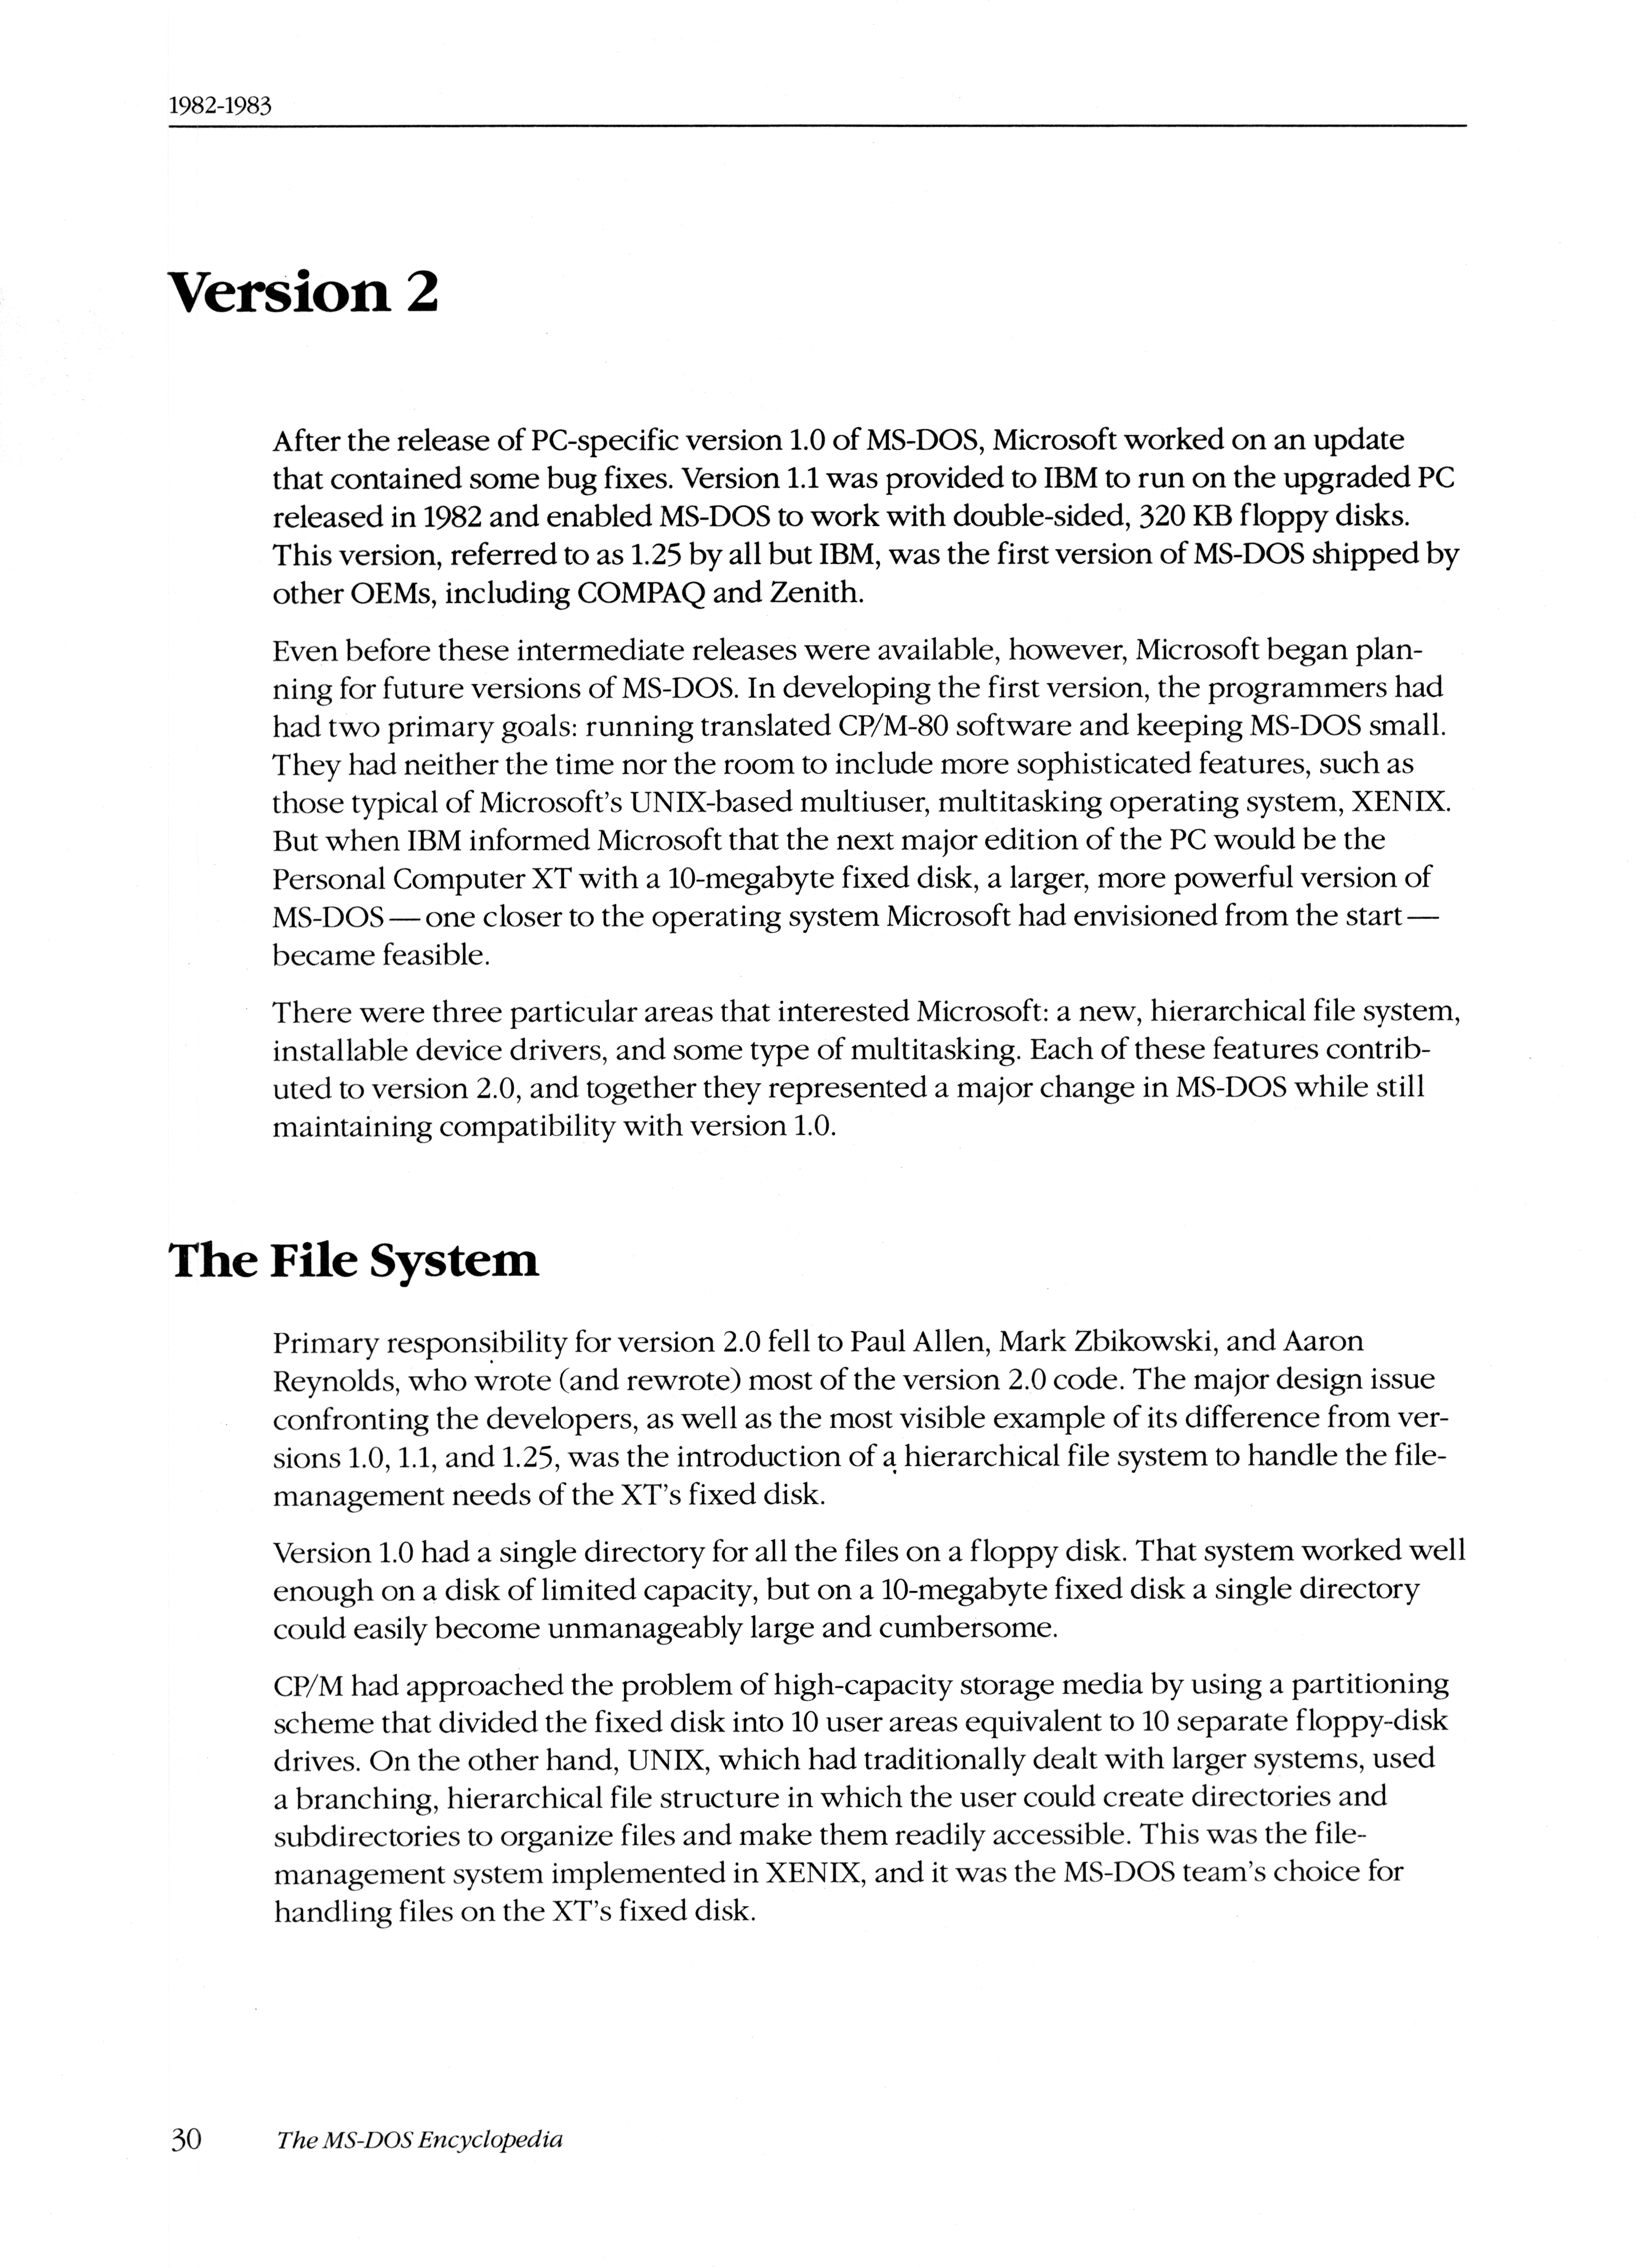 1982-1983
Version 2
After the release of PC-specific version 1.0 of MS-DOS, Microsoft worked on an update
that contained some bug fixes. Version 1.1 was provided to IBM to run on the upgraded PC
released in 1982 and enabled MS-DOS to work with double-sided, 320 KB floppy disks.
This version, referred to as 1.25 by all but IBM, was the first version of MS-DOS shipped by
other OEMs, including COMPAQ and Zenith.
Even before these intermediate releases were available, however, Microsoft began plan-
ning for future versions of MS-DOS. In developing the first version, the programmers had
had two primary goals: running translated CP/M-80 software and keeping MS-DOS small.
They had neither the time nor the room to include more sophisticated features, such as
those typical of Microsoft's UNIX-based multiuser, multitasking operating system, XENIX.
But when IBM informed Microsoft that the next major edition of the PC would be the
Personal Computer XT with a 10-megabyte fixed disk, a larger, more powerful version of
MS-DOS — one closer to the operating system Microsoft had envisioned from the start —
became feasible.
There were three particular areas that interested Microsoft: a new, hierarchical file system,
installable device drivers, and some type of multitasking. Each of these features contrib-
uted to version 2.0, and together they represented a major change in MS-DOS while still
maintaining compatibility with version 1.0.
The File System
Primary responsibility for version 2.0 fell to Paul Allen, Mark Zbikowski, and Aaron
Reynolds, who wrote (and rewrote) most of the version 2.0 code. The major design issue
confronting the developers, as well as the most visible example of its difference from ver-
sions 1.0, 1.1, and 1.25, was the introduction of a hierarchical file system to handle the file-
management needs of the XT's fixed disk.
Version 1.0 had a single directory for all the files on a floppy disk. That system worked well
enough on a disk of limited capacity, but on a 10-megabyte fixed disk a single directory
could easily become unmanageably large and cumbersome.
CP/M had approached the problem of high-capacity storage media by using a partitioning
scheme that divided the fixed disk into 10 user areas equivalent to 10 separate floppy-disk
drives. On the other hand, UNIX, which had traditionally dealt with larger systems, used
a branching, hierarchical file structure in which the user could create directories and
subdirectories to organize files and make them readily accessible. This was the file-
management system implemented in XENIX, and it was the MS-DOS team's choice for
handling files on the XT's fixed disk.
30 The MS-DOS Encyclopedia